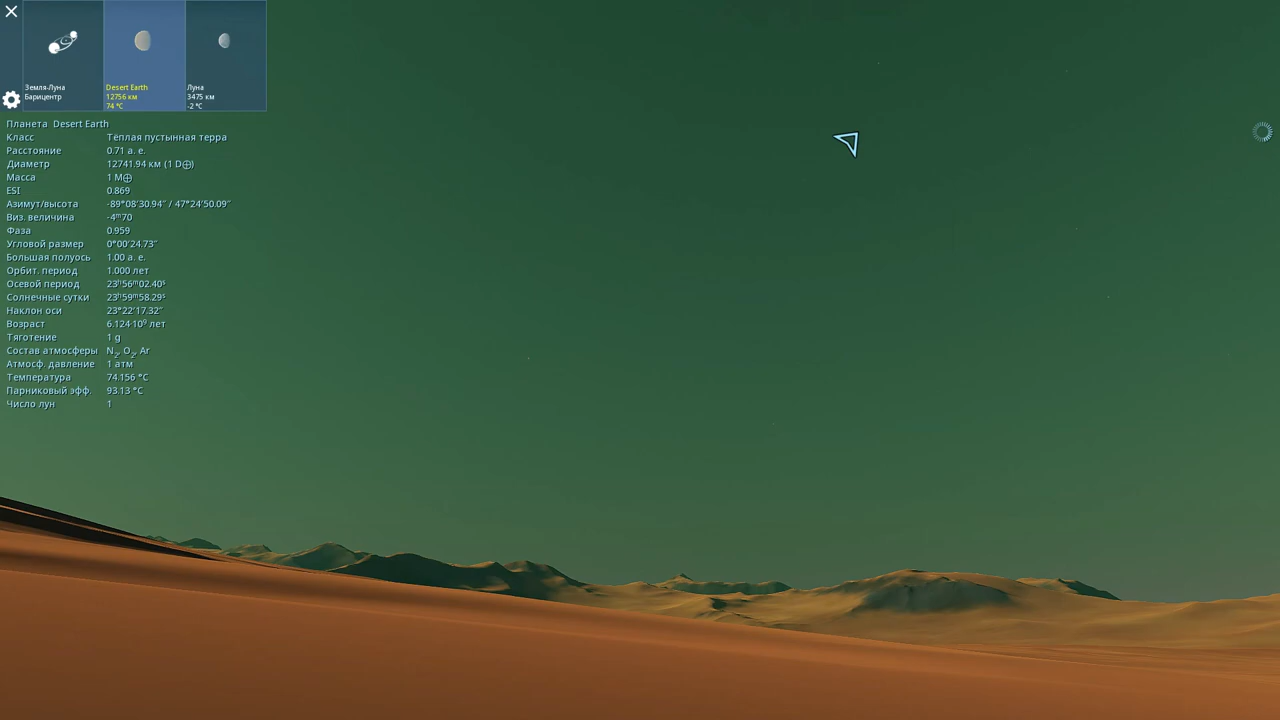 Земля-Луна
Барицентр
Desert Earth
12756 км
74 °C
Луна
3475 км
-2 °C
Планета Desert Earth
Класс Тёплая пустынная терра
Расстояние 0.71 а. е.
Диаметр 12741.94 км (1 D⊕)
Масса 1 M⊕
ESI 0.869
Азимут/высота -89°08'30.94" / 47°24'50.09"
Виз. величина -4ᵐ70
Фаза 0.959
Угловой размер 0°00'24.73"
Большая полуось 1.00 а. е.
Орбит. период 1.000 лет
Осевой период 23ʰ56ᵐ02.40ˢ
Солнечные сутки 23ʰ59ᵐ58.29ˢ
Наклон оси 23°22'17.32"
Возраст 6.124·10⁹ лет
Тяготение 1 g
Состав атмосферы N₂, O₂, Ar
Атмосф. давление 1 атм
Температура 74.156 °C
Парниковый эфф. 93.13 °C
Число лун 1